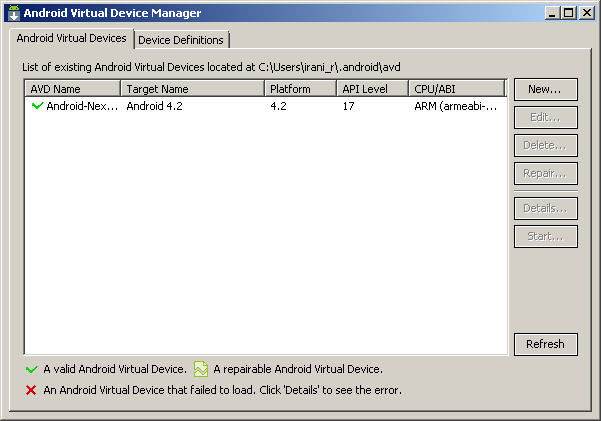 Android Virtual Device Manager
Android Virtual Devices Device Definitions
List of existing Android Virtual Devices located at C:\Users\irani_r\.android\avd
AVD Name Target Name Platform API Level CPU/ABI
Android-Nex... Android 4.2 4.2 17 ARM (armeabi-...
New...
Edit...
Delete...
Repair...
Details...
Start...
Refresh
A valid Android Virtual Device. A repairable Android Virtual Device.
An Android Virtual Device that failed to load. Click 'Details' to see the error.